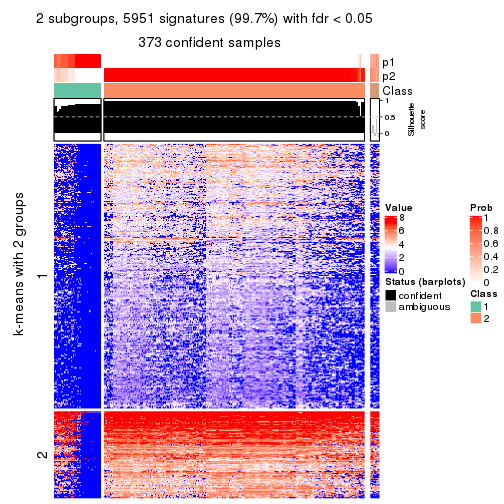 2 subgroups, 5951 signatures (99.7%) with fdr < 0.05
373 confident samples
p1
p2
Class
1
0.5
0
Silhouette
score
k-means with 2 groups
1
2
Value
8
6
4
2
0
Status (barplots)
confident
ambiguous
Prob
1
0.8
0.6
0.4
0.2
0
Class
1
2